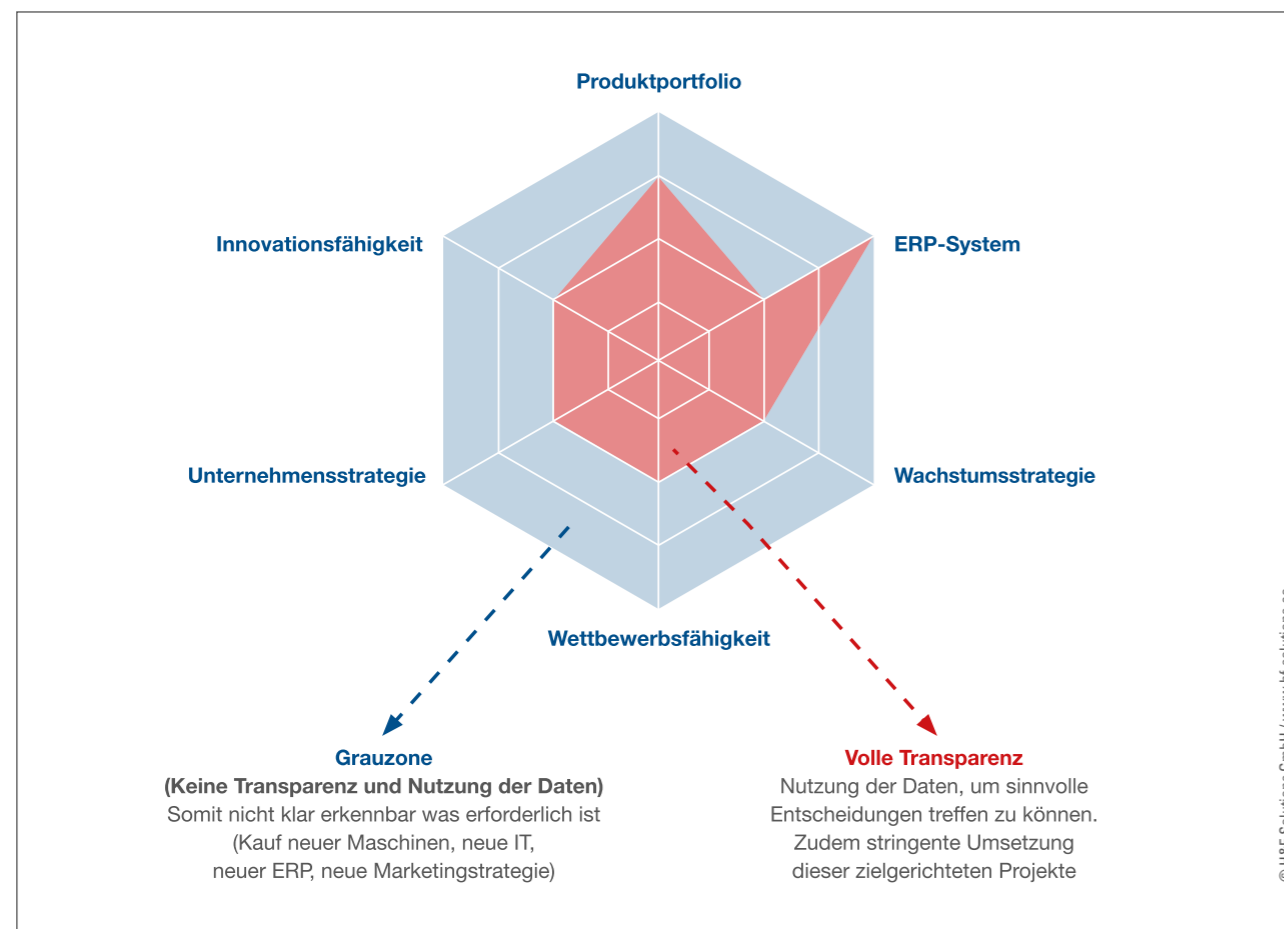 Produktportfolio
Innovationsfähigkeit
ERP-System
Unternehmensstrategie
Wachstumsstrategie
Wettbewerbsfähigkeit
Grauzone
(Keine Transparenz und Nutzung der Daten)
Somit nicht klar erkennbar was erforderlich ist
(Kauf neuer Maschinen, neue IT,
neuer ERP, neue Marketingstrategie)
Volle Transparenz
Nutzung der Daten, um sinnvolle
Entscheidungen treffen zu können.
Zudem stringente Umsetzung
dieser zielgerichteten Projekte